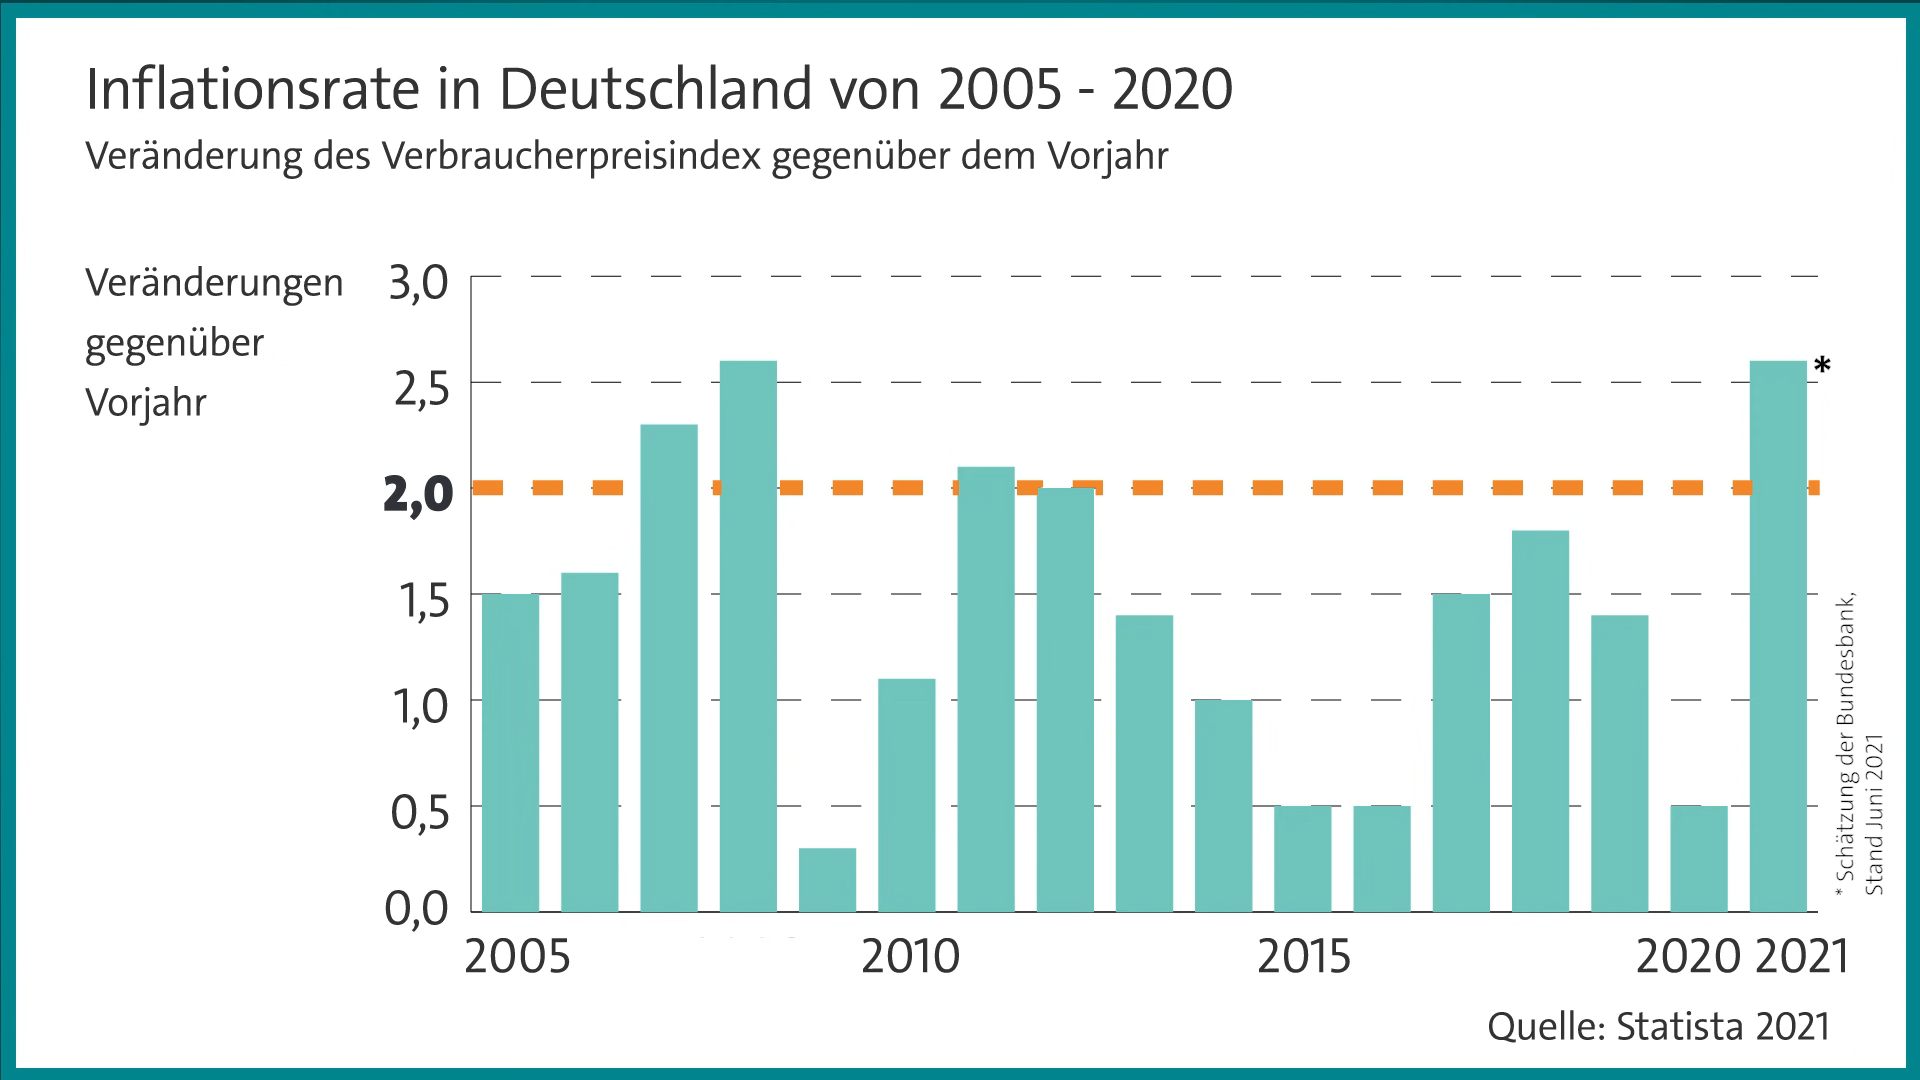 Inflationsrate in Deutschland von 2005 - 2020
Veränderung des Verbraucherpreisindex gegenüber dem Vorjahr
Veränderungen
gegenüber
Vorjahr
3,0
2,5
2,0
1,5
1,0
0,5
0,0
*
2005 2010 2015 2020 2021
* Schätzung der Bundesbank,
Stand Juni 2021
Quelle: Statista 2021